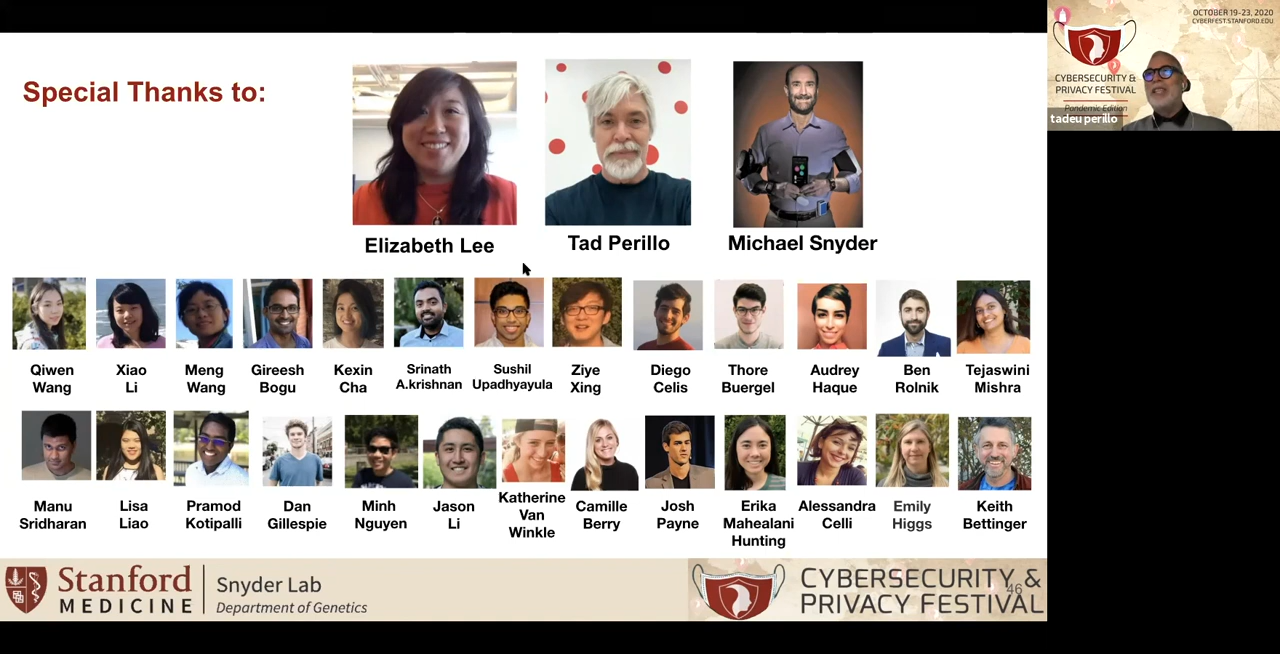 Special Thanks to:
Elizabeth Lee
Tad Perillo
Michael Snyder
Qiwen
Wang
Xiao
Li
Meng
Wang
Gireesh
Bogu
Kexin
Cha
Srinath
A.krishnan
Sushil
Upadhyayula
Ziye
Xing
Diego
Celis
Thore
Buergel
Audrey
Haque
Ben
Rolnik
Tejaswini
Mishra
Manu
Sridharan
Lisa
Liao
Pramod
Kotipalli
Dan
Gillespie
Minh
Nguyen
Jason
Li
Katherine
Van
Winkle
Camille
Berry
Josh
Payne
Erika
Mahealani
Hunting
Alessandra
Celli
Emily
Higgs
Keith
Bettinger
Stanford
MEDICINE
Snyder Lab
Department of Genetics
CYBERSECURITY &
PRIVACY FESTIVAL
46
OCTOBER 19-23, 2020
CYBERFEST.STANFORD.EDU
CYBERSECURITY &
PRIVACY FESTIVAL
Pandemic Edition
tadeu perillo